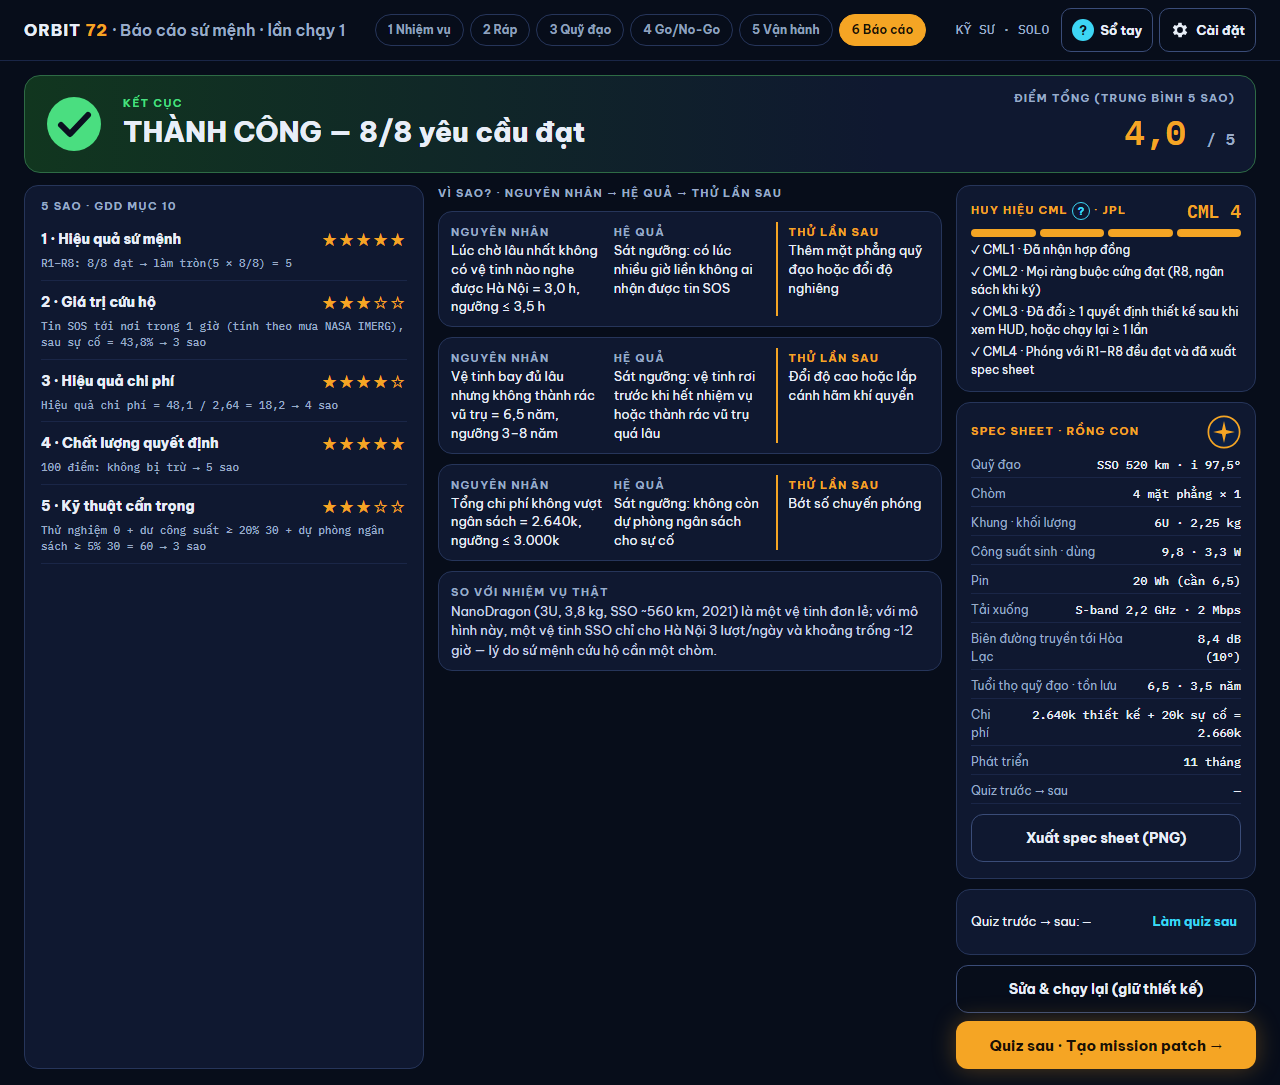 ORBIT 72 · Báo cáo sứ mệnh · lần chạy 1
1 Nhiệm vụ
2 Ráp
3 Quỹ đạo
4 Go/No-Go
5 Vận hành
6 Báo cáo
KỸ SƯ · SOLO
? Sổ tay
Cài đặt
KẾT CỤC
THÀNH CÔNG — 8/8 yêu cầu đạt
ĐIỂM TỔNG (TRUNG BÌNH 5 SAO)
4,0 / 5
5 SAO · GDD MỤC 10
1 · Hiệu quả sứ mệnh ★★★★★
R1–R8: 8/8 đạt → làm tròn(5 × 8/8) = 5
2 · Giá trị cứu hộ ★★★☆☆
Tin SOS tới nơi trong 1 giờ (tính theo mưa NASA IMERG),
sau sự cố = 43,8% → 3 sao
3 · Hiệu quả chi phí ★★★★☆
Hiệu quả chi phí = 48,1 / 2,64 = 18,2 → 4 sao
4 · Chất lượng quyết định ★★★★★
100 điểm: không bị trừ → 5 sao
5 · Kỹ thuật cẩn trọng ★★★☆☆
Thử nghiệm 0 + dư công suất ≥ 20% 30 + dự phòng ngân
sách ≥ 5% 30 = 60 → 3 sao
VÌ SAO? · NGUYÊN NHÂN → HỆ QUẢ → THỬ LẦN SAU
NGUYÊN NHÂN
Lúc chờ lâu nhất không
có vệ tinh nào nghe
được Hà Nội = 3,0 h,
ngưỡng ≤ 3,5 h
HỆ QUẢ
Sát ngưỡng: có lúc
nhiều giờ liền không ai
nhận được tin SOS
THỬ LẦN SAU
Thêm mặt phẳng quỹ
đạo hoặc đổi độ
nghiêng
NGUYÊN NHÂN
Vệ tinh bay đủ lâu
nhưng không thành rác
vũ trụ = 6,5 năm,
ngưỡng 3–8 năm
HỆ QUẢ
Sát ngưỡng: vệ tinh rơi
trước khi hết nhiệm vụ
hoặc thành rác vũ trụ
quá lâu
THỬ LẦN SAU
Đổi độ cao hoặc lắp
cánh hãm khí quyển
NGUYÊN NHÂN
Tổng chi phí không vượt
ngân sách = 2.640k,
ngưỡng ≤ 3.000k
HỆ QUẢ
Sát ngưỡng: không còn
dự phòng ngân sách
cho sự cố
THỬ LẦN SAU
Bớt số chuyến phóng
SO VỚI NHIỆM VỤ THẬT
NanoDragon (3U, 3,8 kg, SSO ~560 km, 2021) là một vệ tinh đơn lẻ; với mô
hình này, một vệ tinh SSO chỉ cho Hà Nội 3 lượt/ngày và khoảng trống ~12
giờ — lý do sứ mệnh cứu hộ cần một chòm.
HUY HIỆU CML ? · JPL
CML 4
✓ CML1 · Đã nhận hợp đồng
✓ CML2 · Mọi ràng buộc cứng đạt (R8, ngân
sách khi ký)
✓ CML3 · Đã đổi ≥ 1 quyết định thiết kế sau khi
xem HUD, hoặc chạy lại ≥ 1 lần
✓ CML4 · Phóng với R1–R8 đều đạt và đã xuất
spec sheet
SPEC SHEET · RỒNG CON
Quỹ đạo SSO 520 km · i 97,5°
Chòm 4 mặt phẳng × 1
Khung · khối lượng 6U · 2,25 kg
Công suất sinh · dùng 9,8 · 3,3 W
Pin 20 Wh (cần 6,5)
Tải xuống S-band 2,2 GHz · 2 Mbps
Biên đường truyền tới Hòa 8,4 dB
Lạc (10°)
Tuổi thọ quỹ đạo · tồn lưu 6,5 · 3,5 năm
Chi 2.640k thiết kế + 20k sự cố =
phí 2.660k
Phát triển 11 tháng
Quiz trước → sau —
Xuất spec sheet (PNG)
Quiz trước → sau: — Làm quiz sau
Sửa & chạy lại (giữ thiết kế)
Quiz sau · Tạo mission patch →